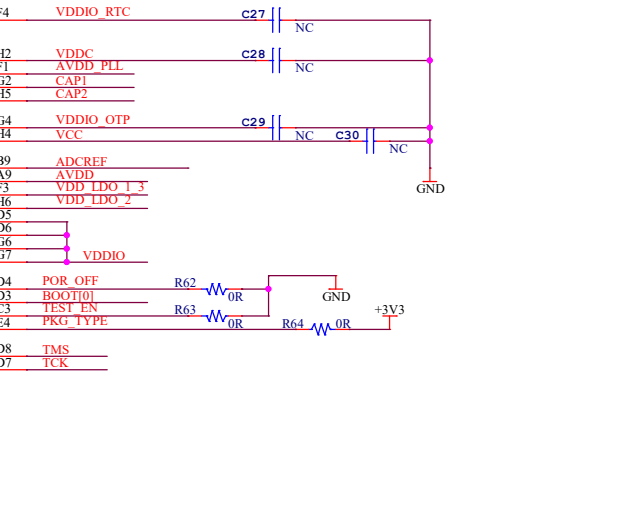 F4 VDDIO_RTC C27 NC
H2 VDDC C28 NC
F1 AVDD_PLL
G2 CAP1
H5 CAP2
G4 VDDIO_OTP C29 NC
H4 VCC C30 NC
B9 ADCREF
A9 AVDD
F3 VDD_LDO_1_3
H6 VDD_LDO_2
GND
D5
D6
G6
G7 VDDIO
D4 POR_OFF R62 0R
D3 BOOT[0] GND
C3 TEST_EN R63 0R
E4 PKG_TYPE R64 0R +3V3
D8 TMS
D7 TCK